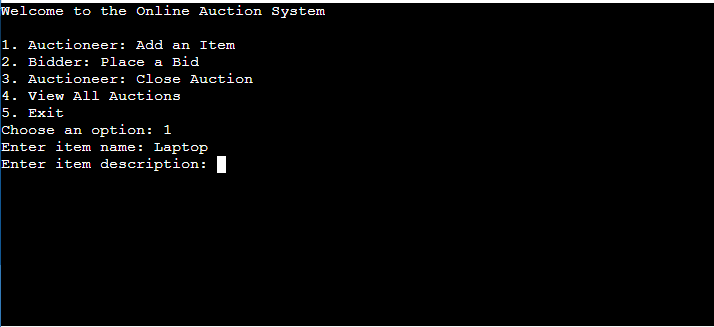 Welcome to the Online Auction System
1. Auctioneer: Add an Item
2. Bidder: Place a Bid
3. Auctioneer: Close Auction
4. View All Auctions
5. Exit
Choose an option: 1
Enter item name: Laptop
Enter item description: